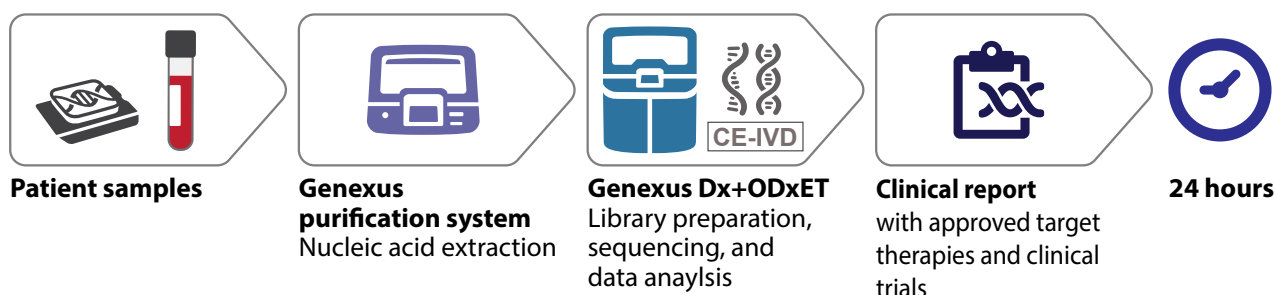 CE-IVD
Patient samples
Genexus
purification system
Nucleic acid extraction
Genexus Dx+ODxET
Library preparation,
sequencing, and
data anaylsis
Clinical report
with approved target
therapies and clinical
trials
24 hours